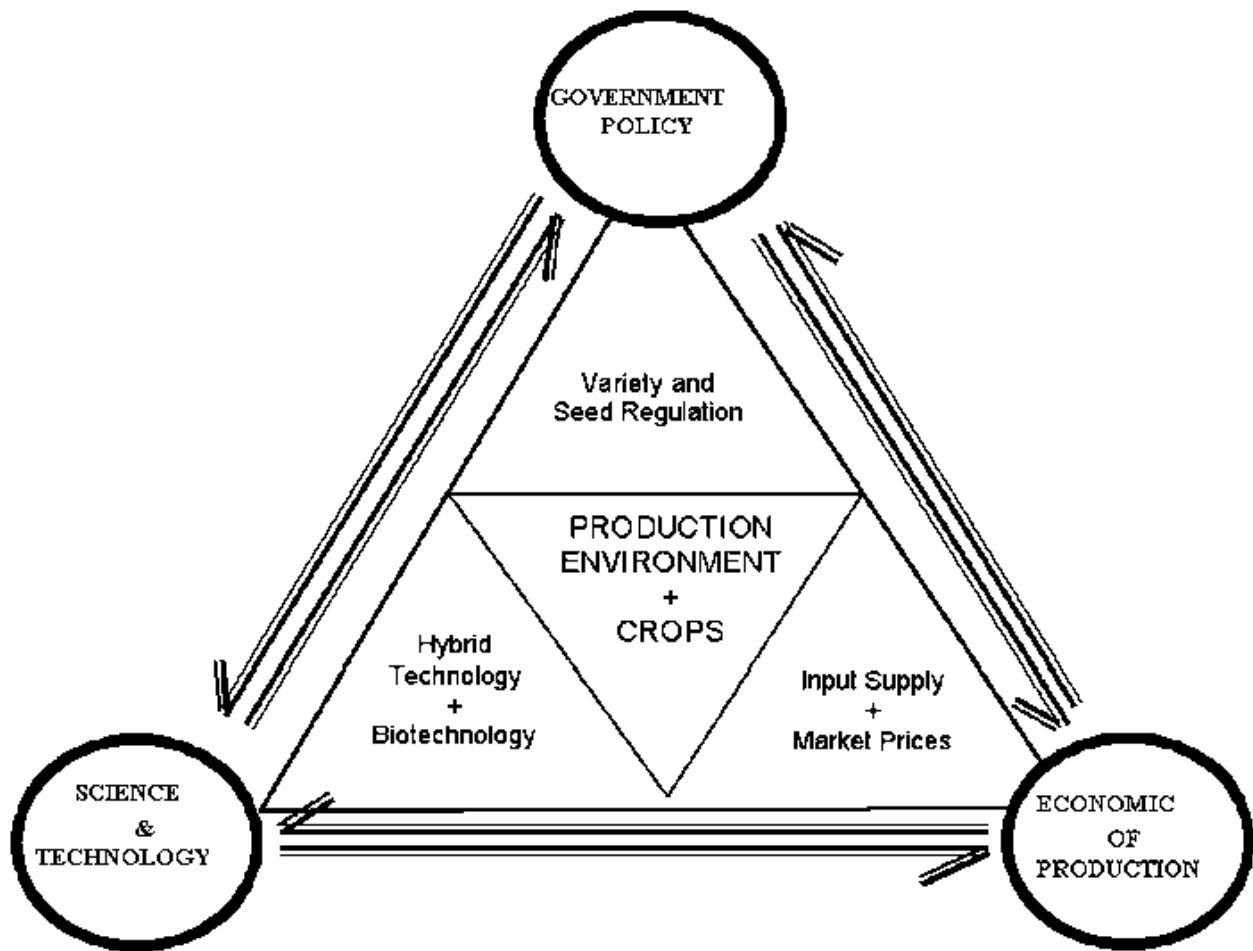 GOVERNMENT
POLICY
Variety and
Seed Regulation
PRODUCTION
ENVIRONMENT
+
CROPS
Hybrid
Technology
+
Biotechnology
Input Supply
+
Market Prices
SCIENCE
&
TECHNOLOGY
ECONOMIC
OF
PRODUCTION